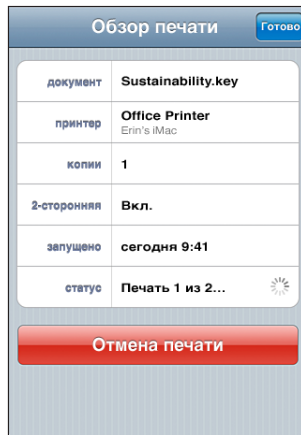 Обзор печати
Готово
документ Sustainability.key
принтер Office Printer
Erin's iMac
копии 1
2-сторонняя Вкл.
запущено сегодня 9:41
статус Печать 1 из 2...
Отмена печати